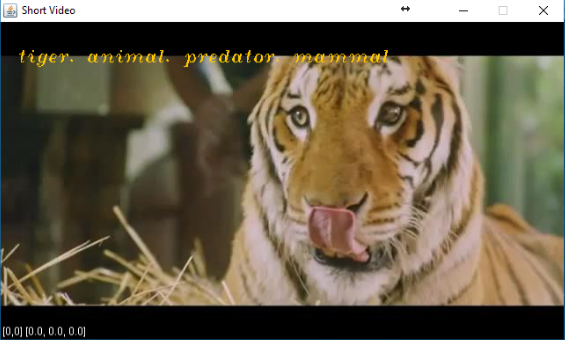 Short Video
tiger. animal. predator. mammal
[0,0] [0.0, 0.0, 0.0]